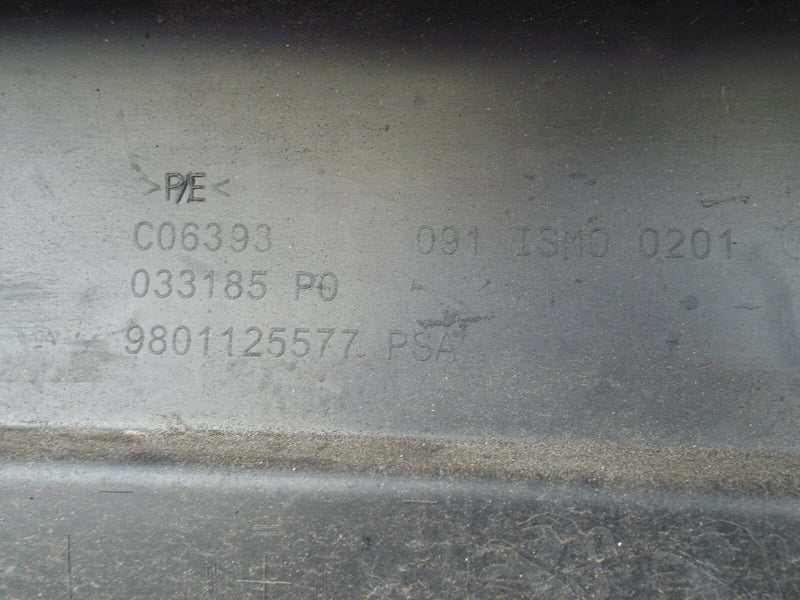 >P/E<
C06393 091 ISMO 0201
033185 P0
9801125577 PSA